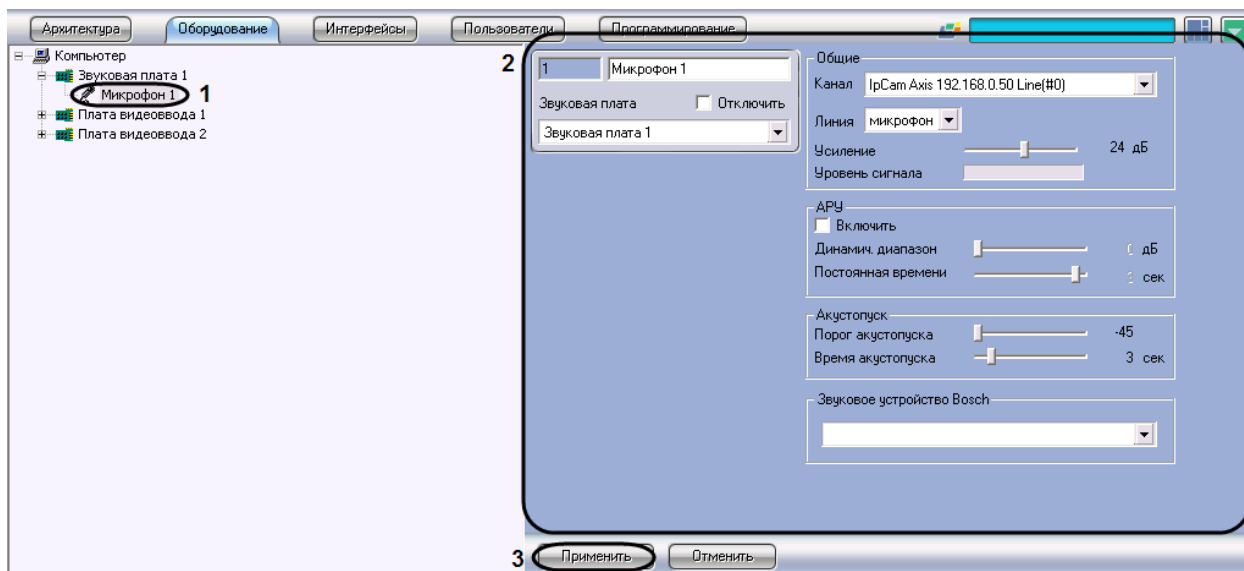 Архитектура Оборудование Интерфейсы Пользователи Программирование
Компьютер
Звуковая плата 1
Микрофон 1 1
Плата видеоввода 1
Плата видеоввода 2
2
1 Микрофон 1
Звуковая плата Отключить
Звуковая плата 1
Общие
Канал IpCam Axis 192.168.0.50 Line(#0)
Линия микрофон
Усиление 24 дБ
Уровень сигнала
АРУ
Включить
Динамич. диапазон дБ
Постоянная времени сек
Акустопуск
Порог акустопуска -45
Время акустопуска 3 сек
Звуковое устройство Bosch
3 Применить Отменить